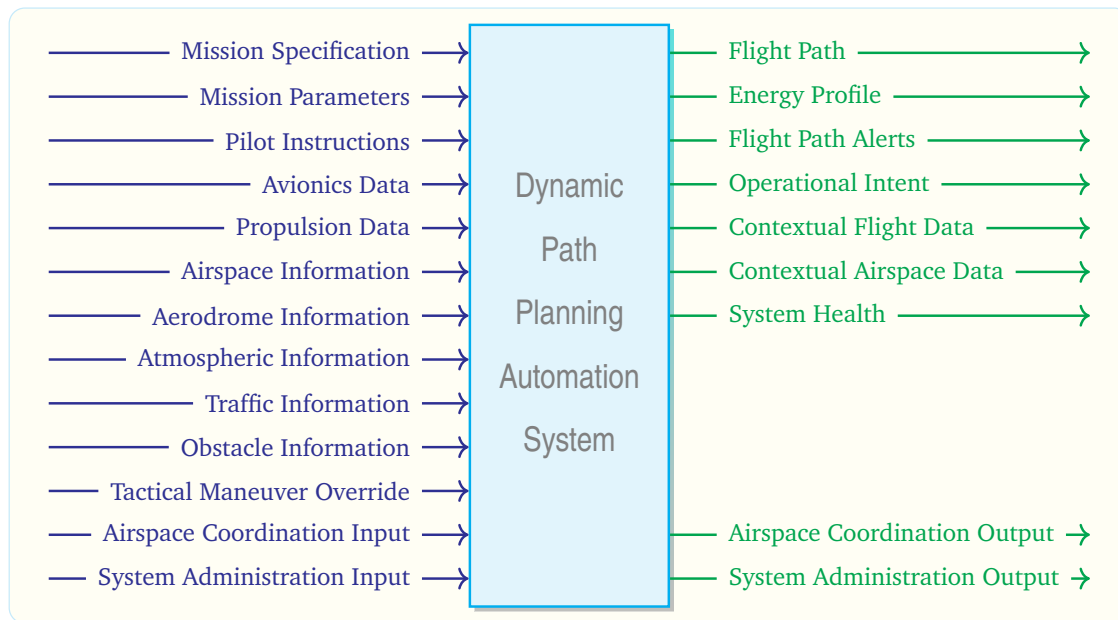 Mission Specification
Mission Parameters
Pilot Instructions
Avionics Data
Propulsion Data
Airspace Information
Aerodrome Information
Atmospheric Information
Traffic Information
Obstacle Information
Tactical Maneuver Override
Airspace Coordination Input
System Administration Input
Dynamic
Path
Planning
Automation
System
Flight Path
Energy Profile
Flight Path Alerts
Operational Intent
Contextual Flight Data
Contextual Airspace Data
System Health
Airspace Coordination Output
System Administration Output